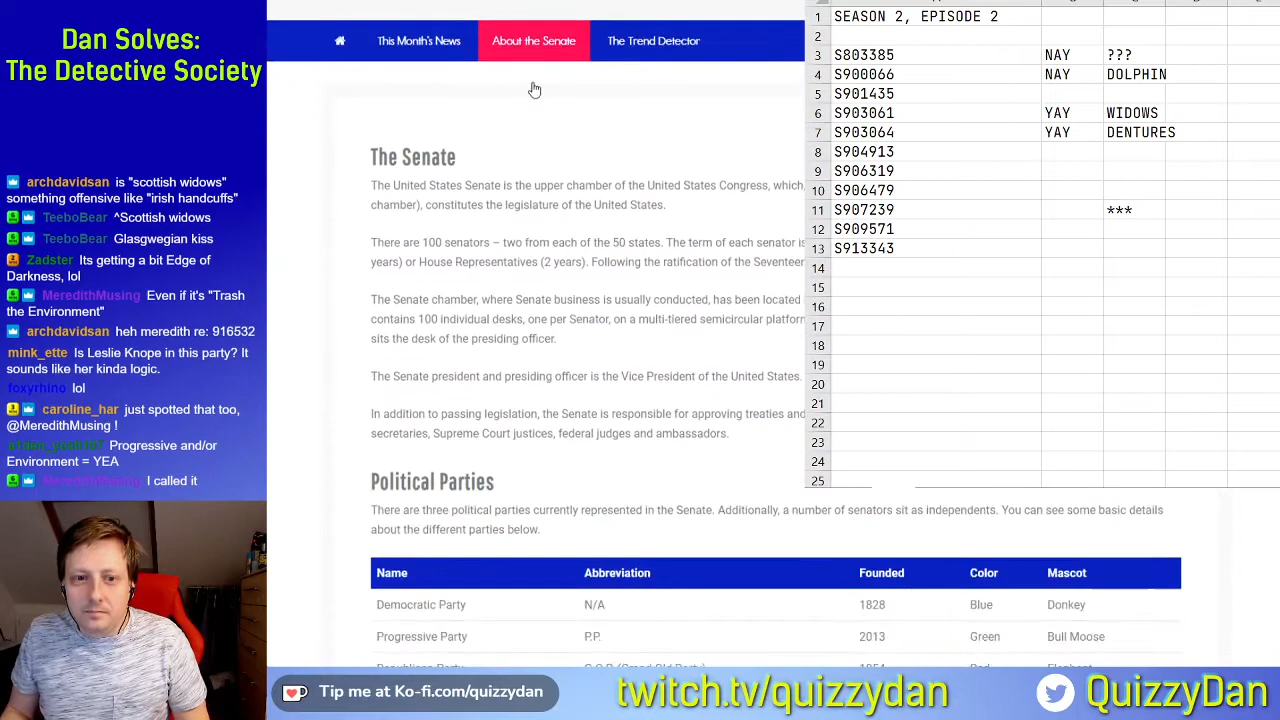 Dan Solves:
The Detective Society
This Month's News
About the Senate
The Trend Detector
archdavidsan is "scottish widows"
something offensive like "irish handcuffs"
TeeboBear ^Scottish widows
TeeboBear Glasgwegian kiss
Zadster Its getting a bit Edge of
Darkness, lol
MeredithMusing Even if it's "Trash
the Environment"
archdavidsan heh meredith re: 916532
mink_ette Is Leslie Knope in this party? It
sounds like her kinda logic.
foxyrhino lol
caroline_har just spotted that too,
@MeredithMusing !
Progressive and/or
Environment = YEA
MeredithMusing I called it
The Senate
The United States Senate is the upper chamber of the United States Congress, which,
chamber), constitutes the legislature of the United States.
There are 100 senators – two from each of the 50 states. The term of each senator is
years) or House Representatives (2 years). Following the ratification of the Seventeen
The Senate chamber, where Senate business is usually conducted, has been located
contains 100 individual desks, one per Senator, on a multi-tiered semicircular platform
sits the desk of the presiding officer.
The Senate president and presiding officer is the Vice President of the United States.
In addition to passing legislation, the Senate is responsible for approving treaties and
secretaries, Supreme Court justices, federal judges and ambassadors.
Political Parties
There are three political parties currently represented in the Senate. Additionally, a number of senators sit as independents. You can see some basic details
about the different parties below.
Name Abbreviation Founded Color Mascot
Democratic Party N/A 1828 Blue Donkey
Progressive Party P.P. 2013 Green Bull Moose
1 SEASON 2, EPISODE 2
2
3 S803385 NAY ???
4 S900066 NAY DOLPHIN
5 S901435
6 S903061 YAY WIDOWS
7 S903064 YAY DENTURES
8 S904913
9 S906319
10 S906479
11 S907239 ***
12 S909571
13 S913343
14
15
16
17
18
19
20
21
22
23
24
25
Tip me at Ko-fi.com/quizzydan
twitch.tv/quizzydan
QuizzyDan